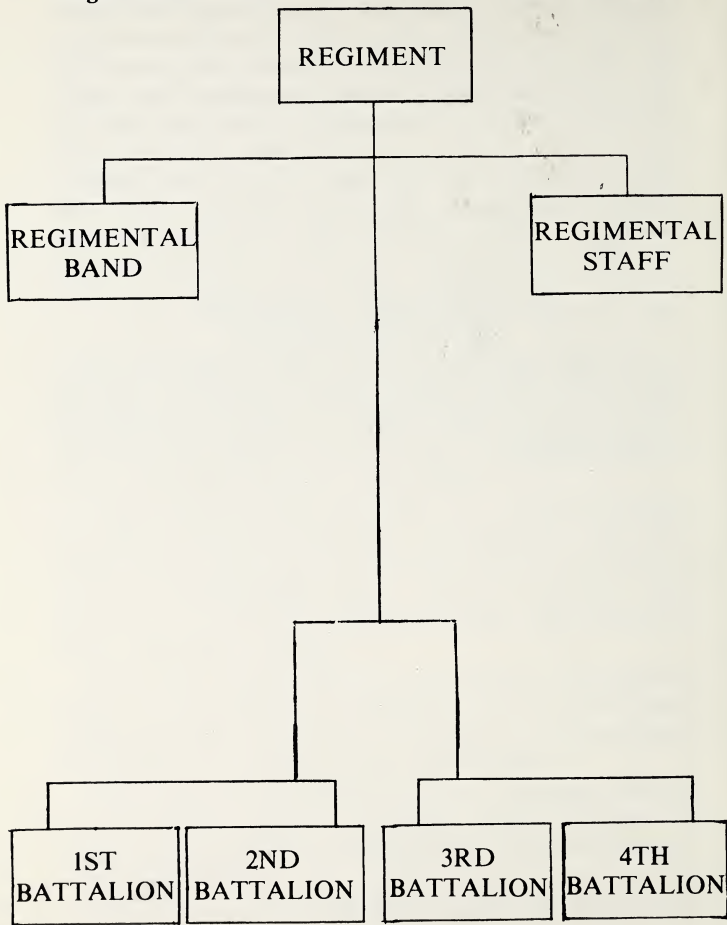 REGIMENT
REGIMENTAL
BAND
REGIMENTAL
STAFF
1ST
BATTALION
2ND
BATTALION
3RD
BATTALION
4TH
BATTALION